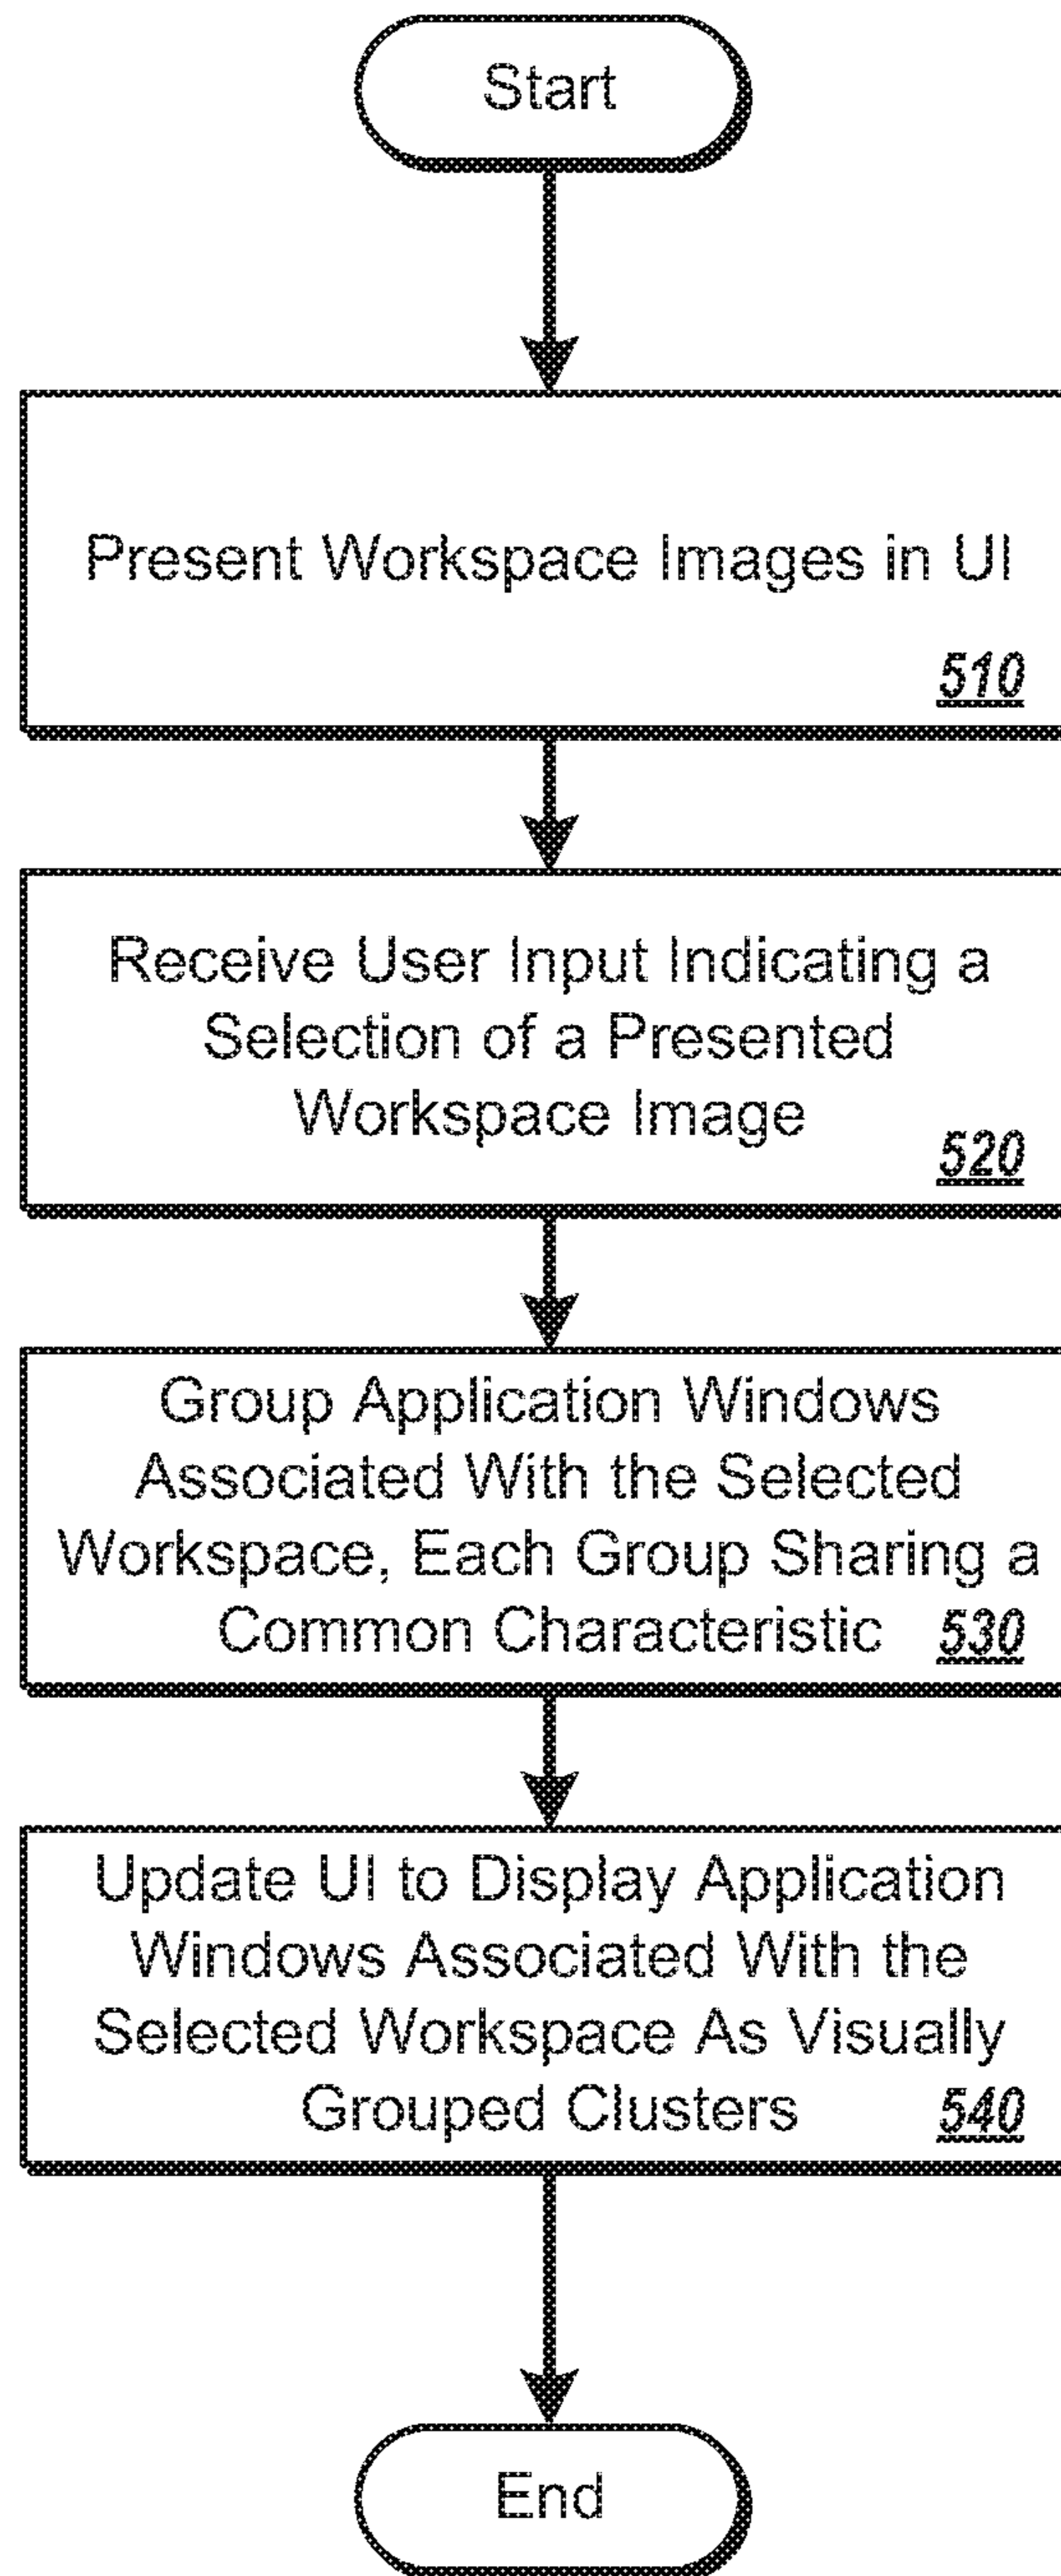 Start
Present Workspace Images in UI
510
Receive User Input Indicating a
Selection of a Presented
Workspace Image
520
Group Application Windows
Associated With the Selected
Workspace, Each Group Sharing a
Common Characteristic 530
Update UI to Display Application
Windows Associated With the
Selected Workspace As Visually
Grouped Clusters 540
End